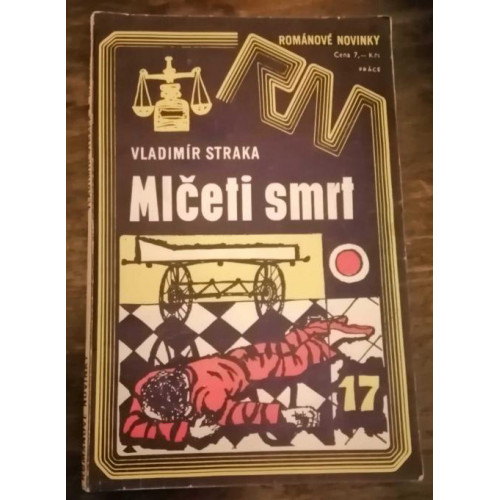 ROMÁNOVÉ NOVINKY
Cena 7,— Kčs
PRÁCE
RN
VLADIMÍR STRAKA
Mlčeti smrt
17